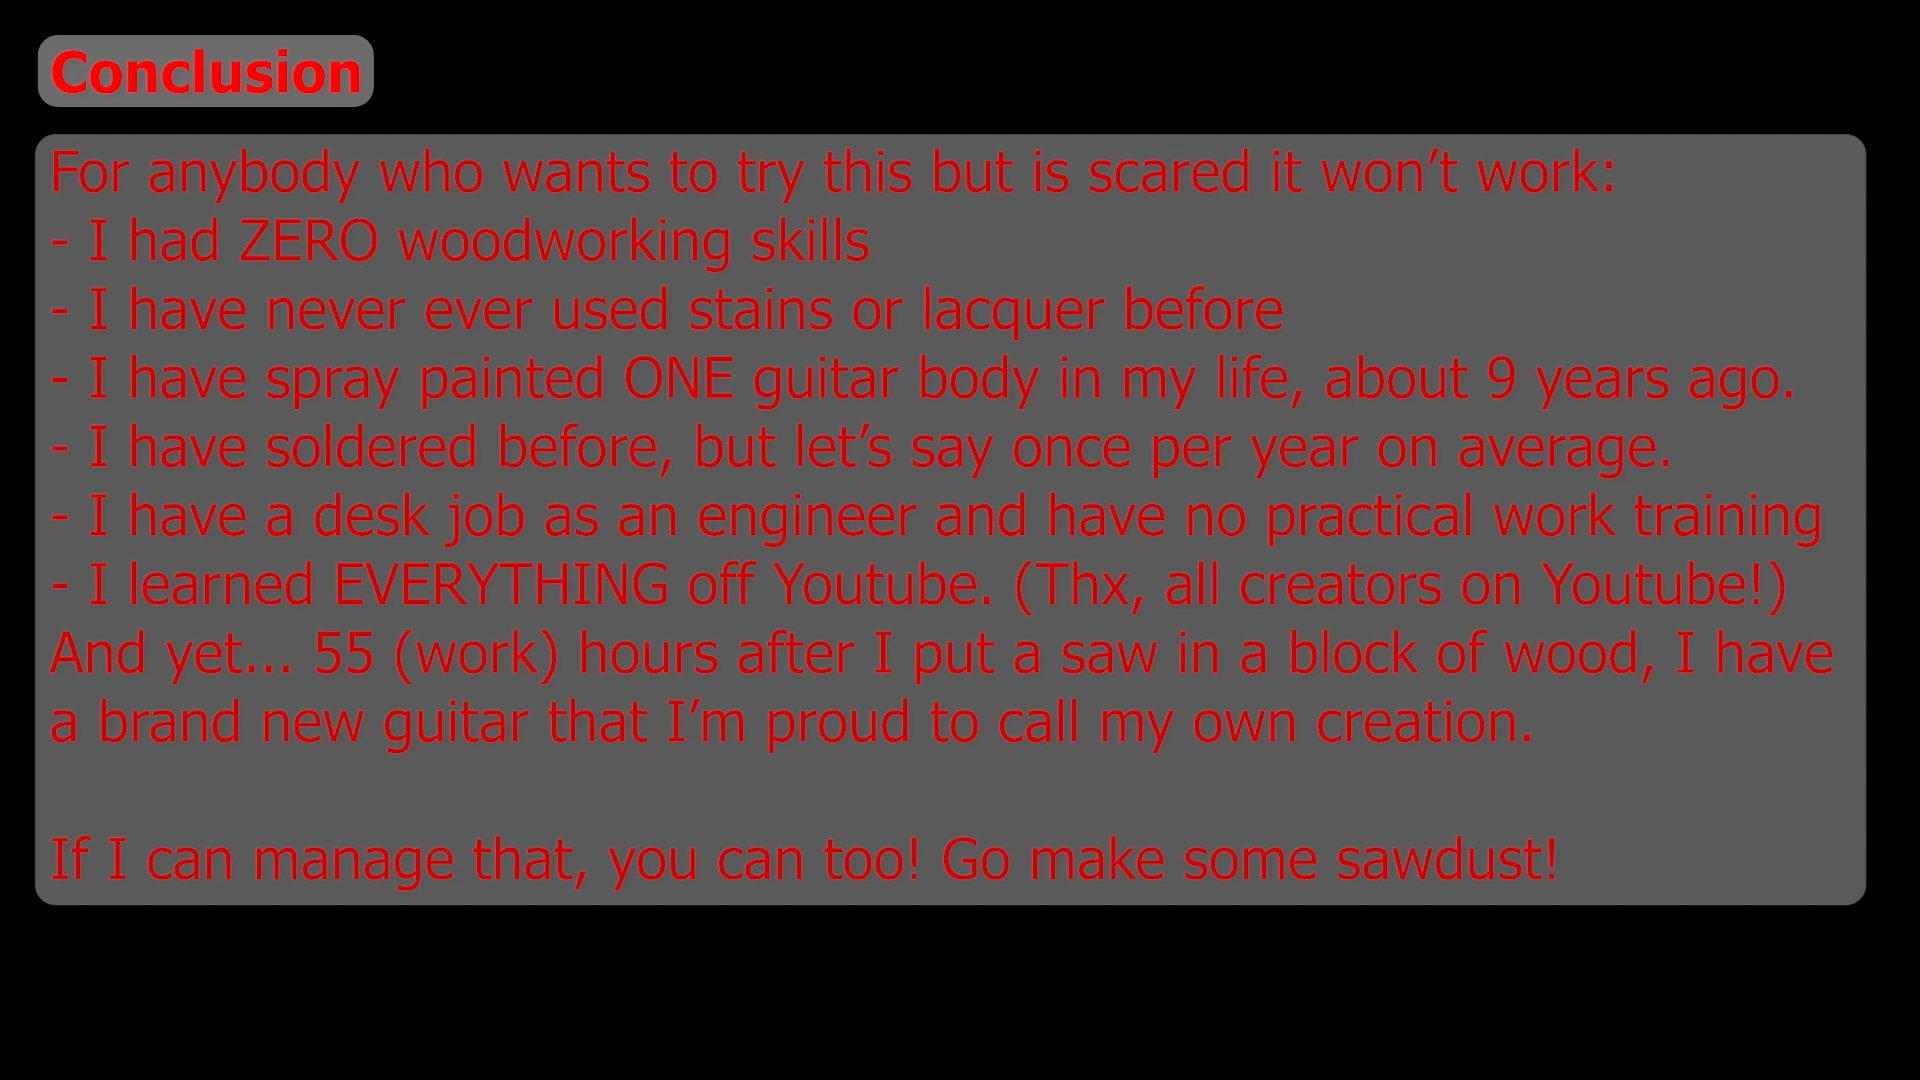 Conclusion
For anybody who wants to try this but is scared it won’t work:
- I had ZERO woodworking skills
- I have never ever used stains or lacquer before
- I have spray painted ONE guitar body in my life, about 9 years ago.
- I have soldered before, but let’s say once per year on average.
- I have a desk job as an engineer and have no practical work training
- I learned EVERYTHING off Youtube. (Thx, all creators on Youtube!)
And yet... 55 (work) hours after I put a saw in a block of wood, I have
a brand new guitar that I’m proud to call my own creation.
If I can manage that, you can too! Go make some sawdust!